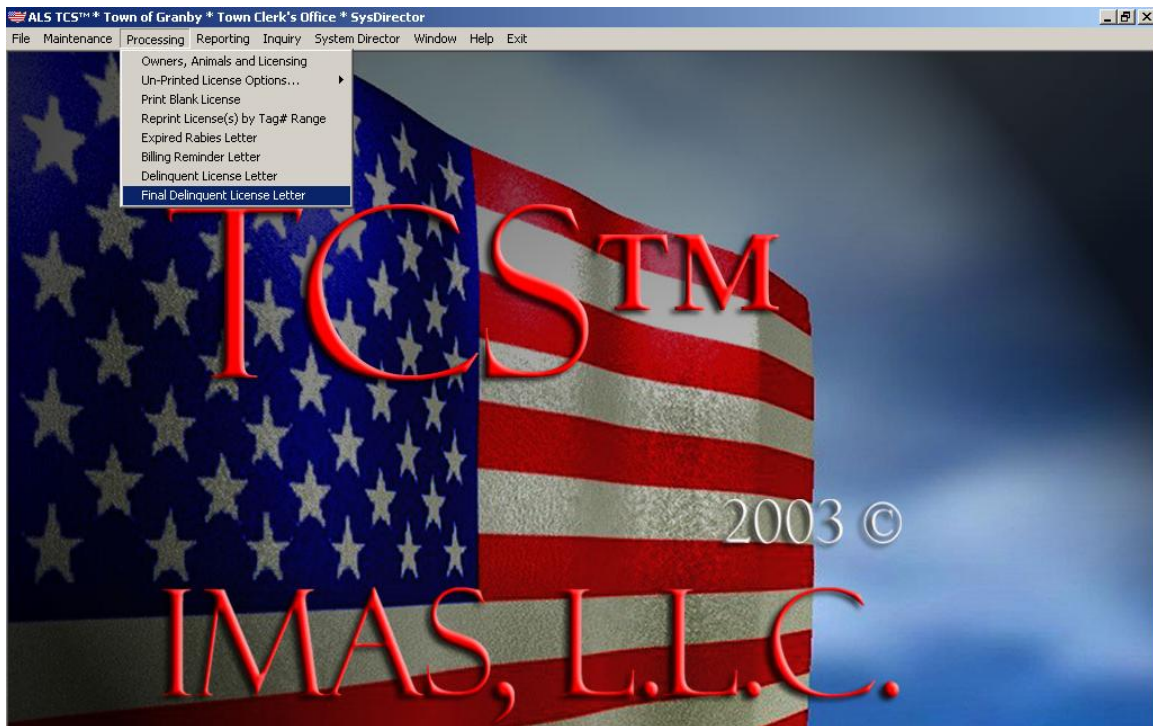 ALS TCS™ * Town of Granby * Town Clerk's Office * SysDirector
File Maintenance Processing Reporting Inquiry System Director Window Help Exit
Owners, Animals and Licensing
Un-Printed License Options...
Print Blank License
Reprint License(s) by Tag# Range
Expired Rabies Letter
Billing Reminder Letter
Delinquent License Letter
Final Delinquent License Letter
TCS™
2003 ©
IMAS, L.L.C.